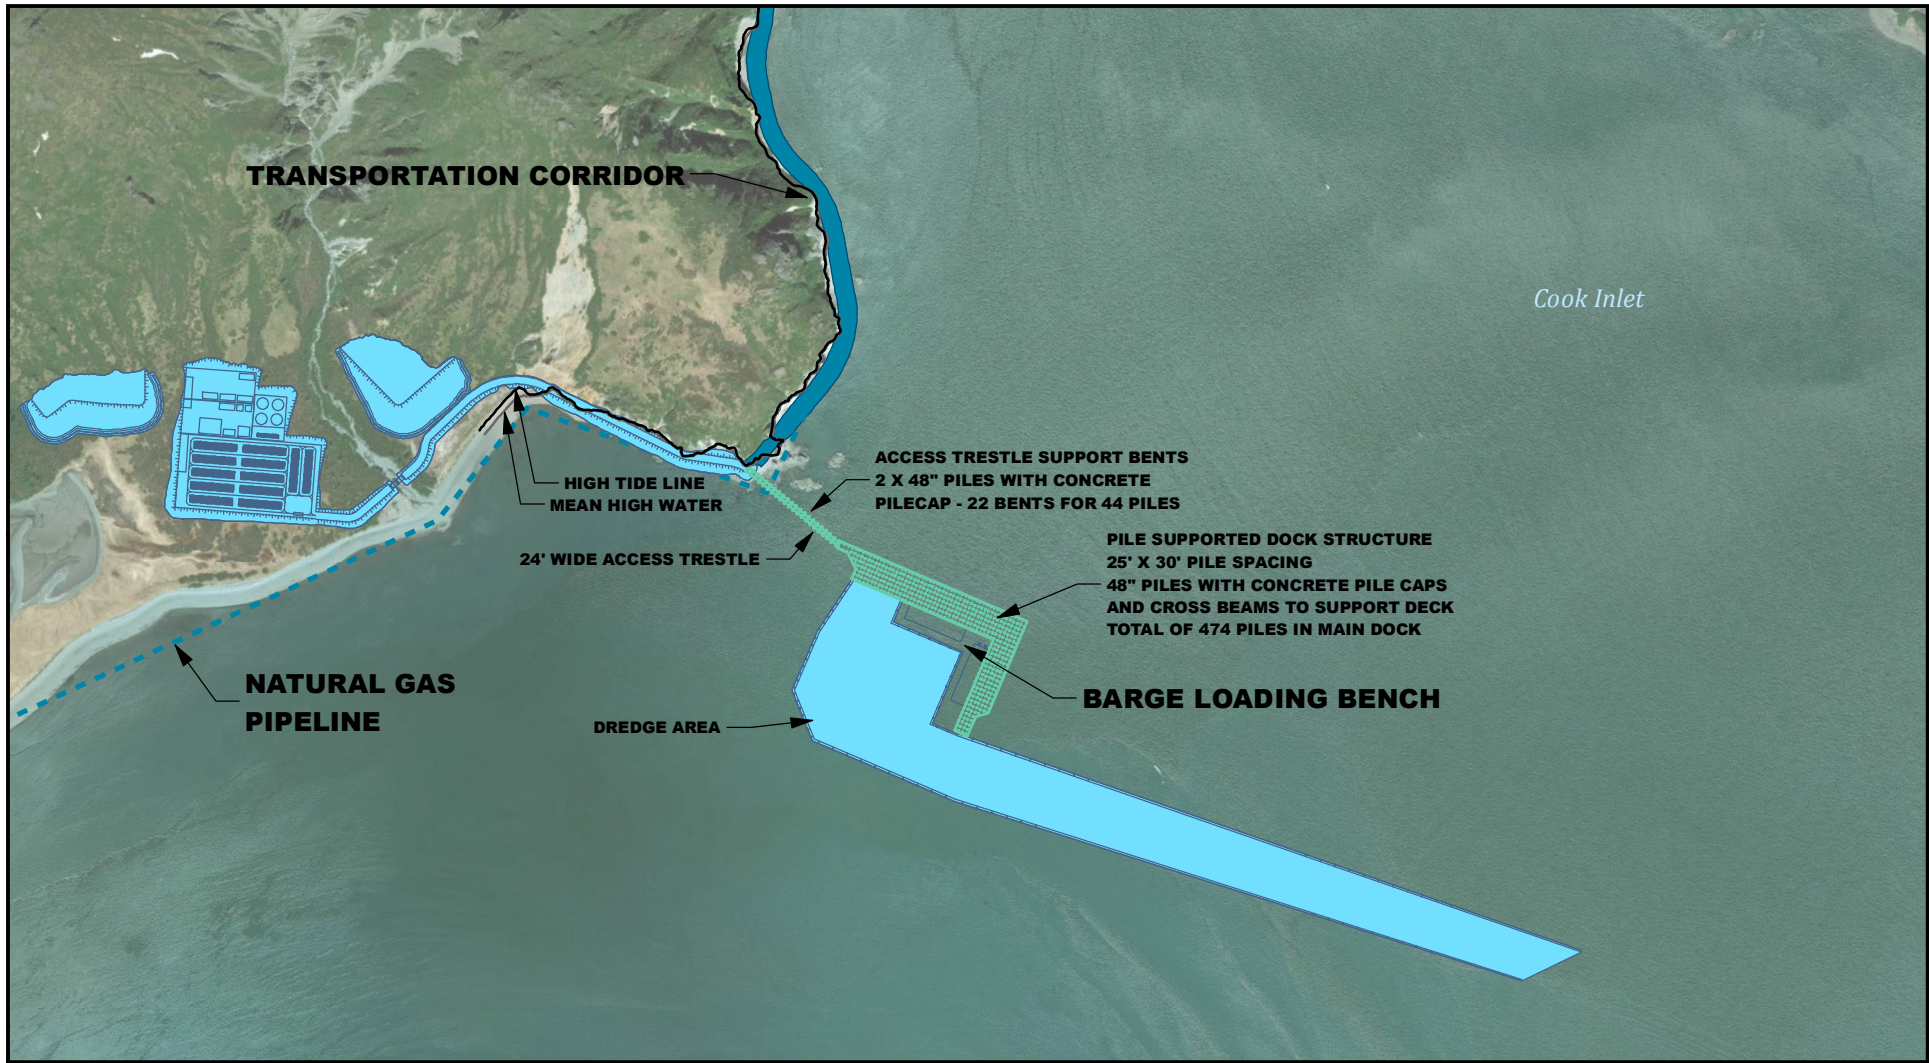 TRANSPORTATION CORRIDOR
Cook Inlet
ACCESS TRESTLE SUPPORT BENTS
2 X 48" PILES WITH CONCRETE
PILECAP - 22 BENTS FOR 44 PILES
HIGH TIDE LINE
MEAN HIGH WATER
24' WIDE ACCESS TRESTLE
PILE SUPPORTED DOCK STRUCTURE
25' X 30' PILE SPACING
48" PILES WITH CONCRETE PILE CAPS
AND CROSS BEAMS TO SUPPORT DECK
TOTAL OF 474 PILES IN MAIN DOCK
NATURAL GAS
PIPELINE
BARGE LOADING BENCH
DREDGE AREA